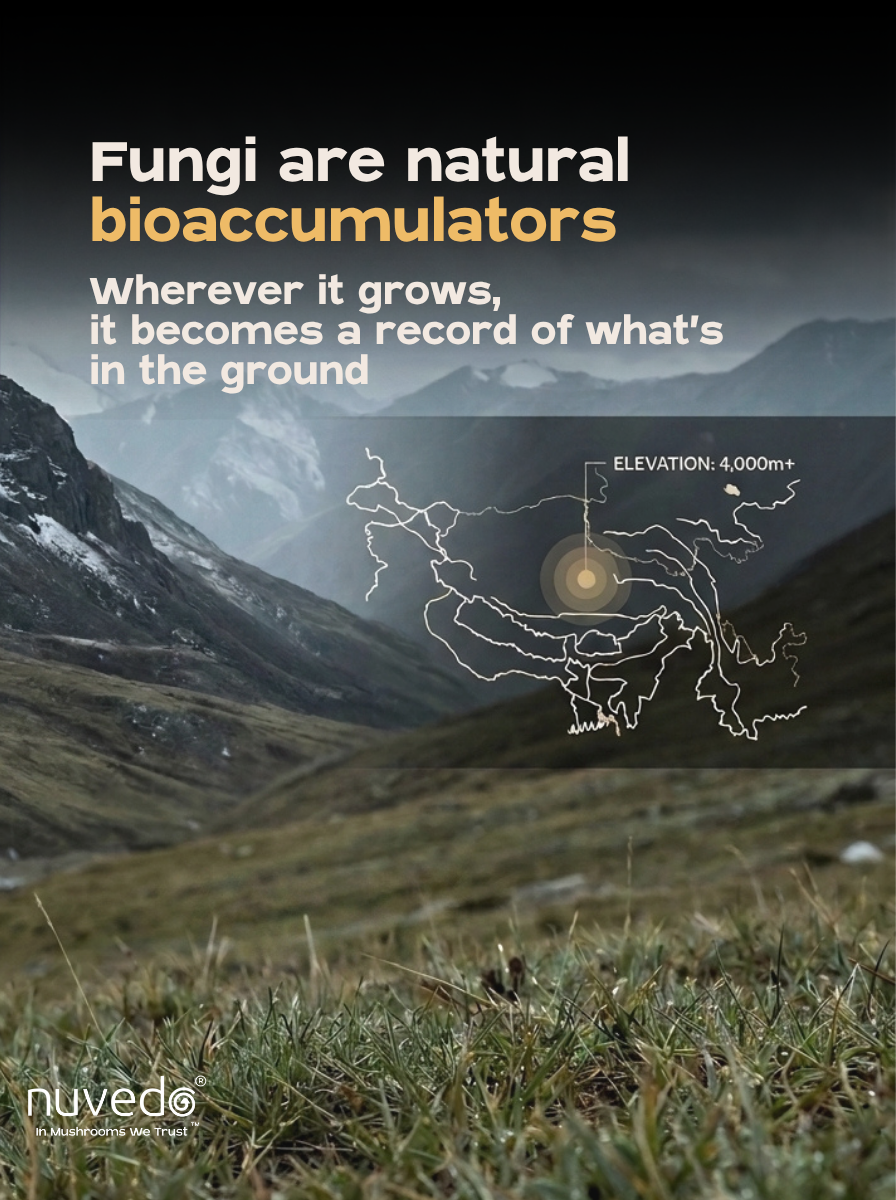 Fungi are natural
bioaccumulators
Wherever it grows,
it becomes a record of what's
in the ground
ELEVATION: 4,000m+
nuvedo®
In Mushrooms We Trust™